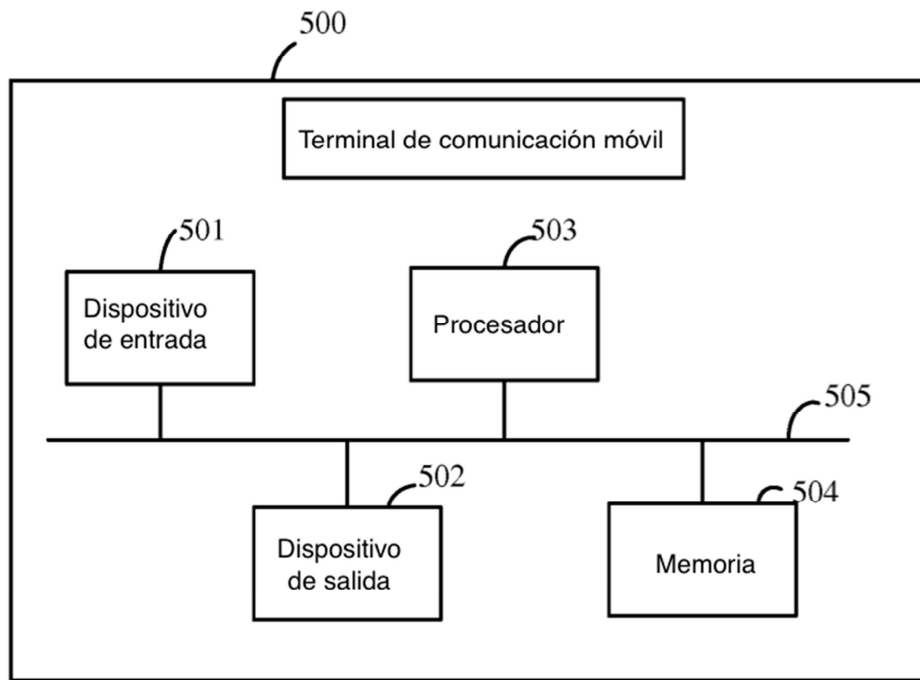 500
Terminal de comunicación móvil
501
503
Dispositivo
de entrada
Procesador
505
502
504
Dispositivo
de salida
Memoria